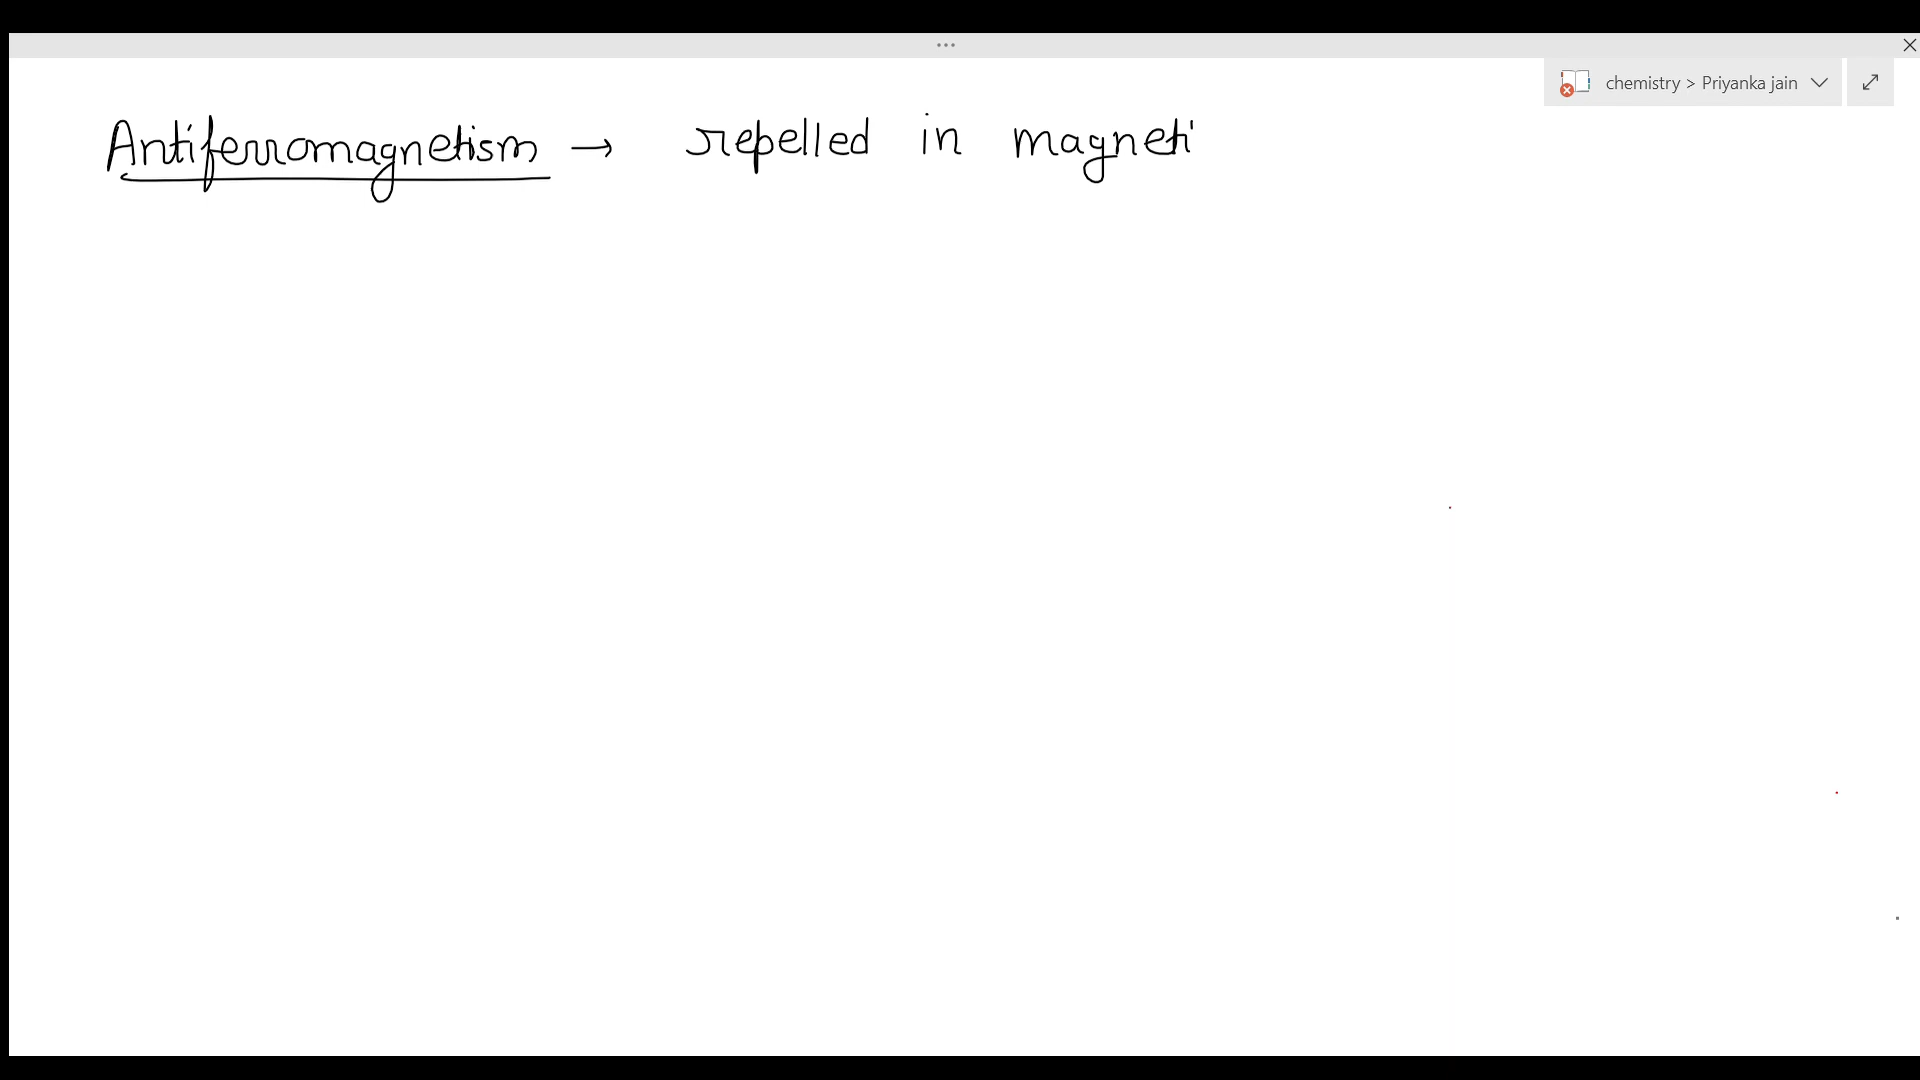 chemistry > Priyanka jain
Antiferromagnetism → repelled in magneti